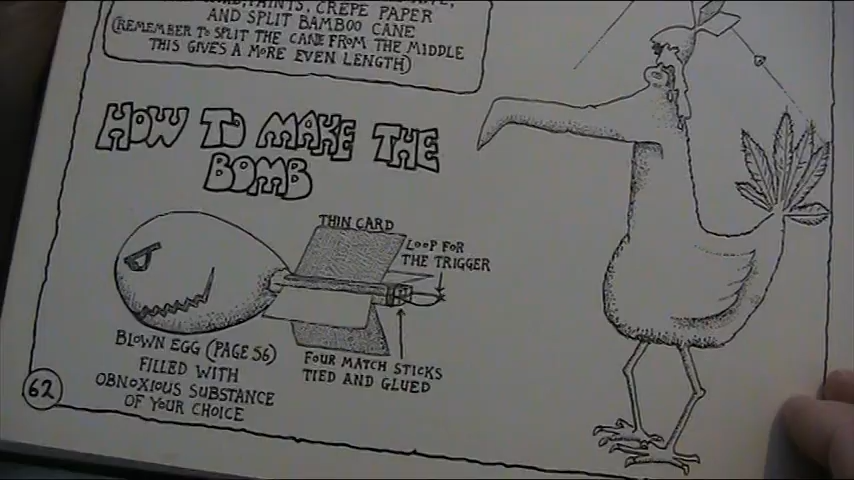 CREPE PAPER
AND SPLIT BAMBOO CANE
(REMEMBER TO SPLIT THE CANE FROM THE MIDDLE
THIS GIVES A MORE EVEN LENGTH)
HOW TO MAKE THE
BOMB
THIN CARD
LOOP FOR
THE TRIGGER
BLOWN EGG (PAGE 56)
FILLED WITH
OBNOXIOUS SUBSTANCE
OF YOUR CHOICE
FOUR MATCH STICKS
TIED AND GLUED
62